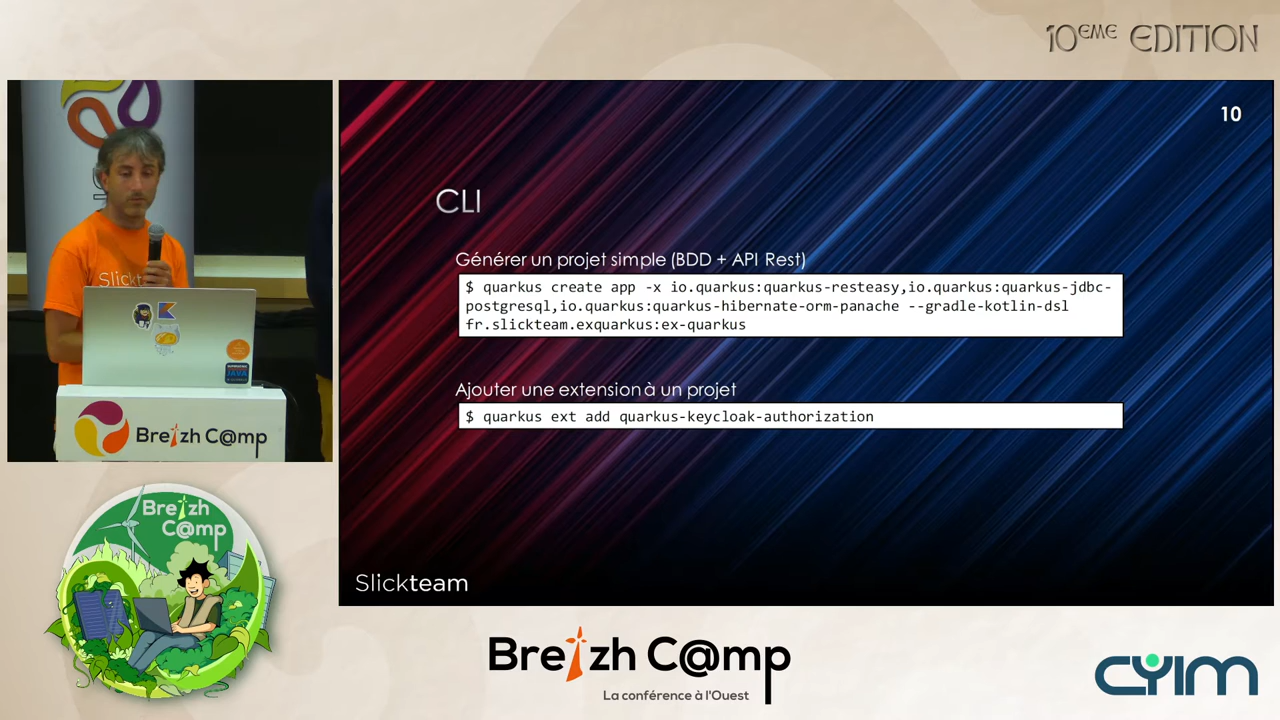 10ᵉᵐᵉ EDITION
10
CLI
Générer un projet simple (BDD + API Rest)
$ quarkus create app -x io.quarkus:quarkus-resteasy,io.quarkus:quarkus-jdbc-
postgresql,io.quarkus:quarkus-hibernate-orm-panache --gradle-kotlin-dsl
fr.slickteam.exquarkus:ex-quarkus
Ajouter une extension à un projet
$ quarkus ext add quarkus-keycloak-authorization
Slickteam
Slickte
JAVA
Breizh C@mp
Breizh
C@mp
Breizh C@mp
La conférence à l'Ouest
CYIM